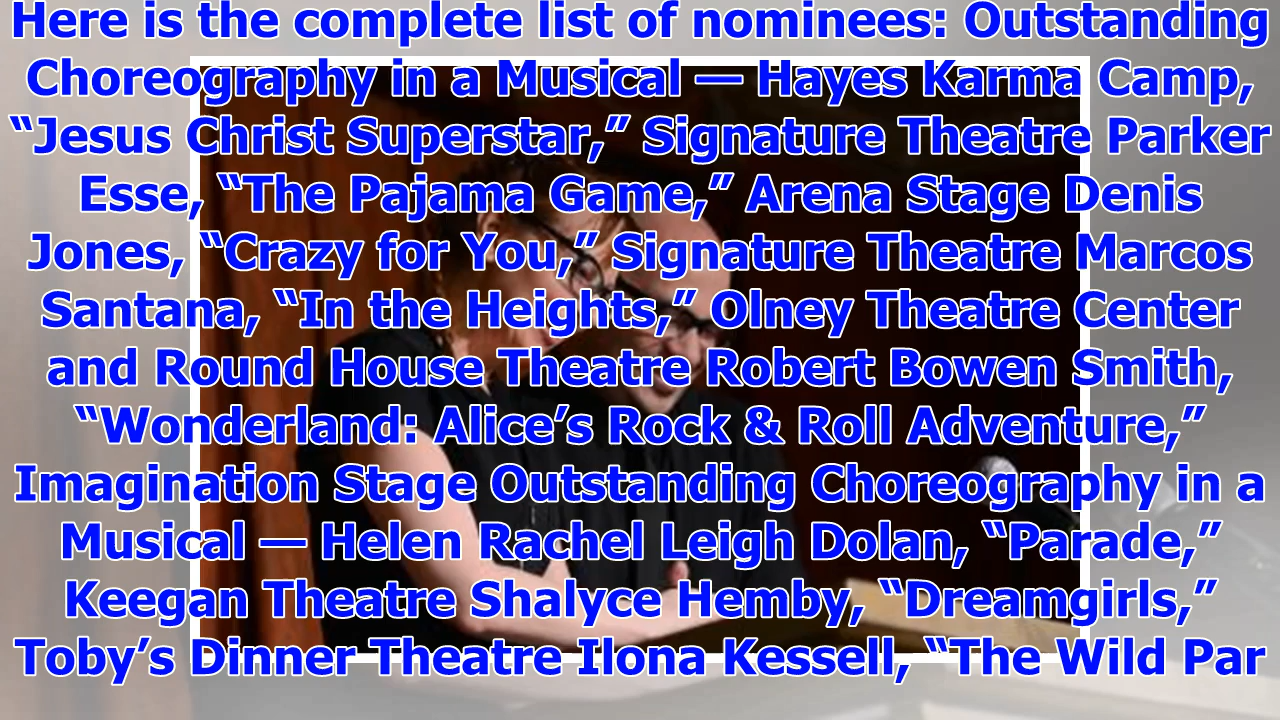 Here is the complete list of nominees: Outstanding
Choreography in a Musical — Hayes Karma Camp,
“Jesus Christ Superstar,” Signature Theatre Parker
Esse, “The Pajama Game,” Arena Stage Denis
Jones, “Crazy for You,” Signature Theatre Marcos
Santana, “In the Heights,” Olney Theatre Center
and Round House Theatre Robert Bowen Smith,
“Wonderland: Alice’s Rock & Roll Adventure,”
Imagination Stage Outstanding Choreography in a
Musical — Helen Rachel Leigh Dolan, “Parade,”
Keegan Theatre Shalyce Hemby, “Dreamgirls,”
Toby’s Dinner Theatre Ilona Kessell, “The Wild Par